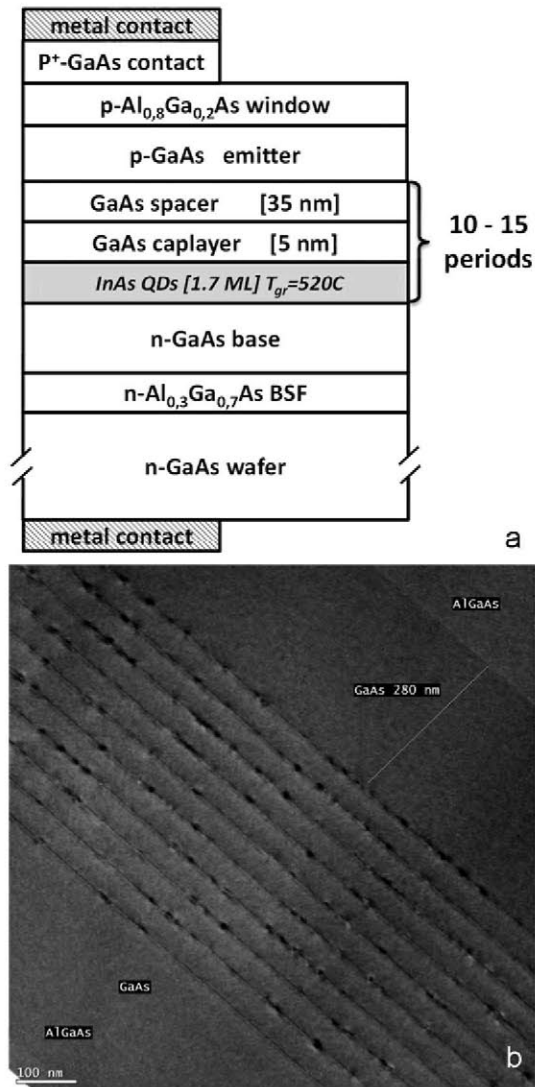 metal contact
P⁺-GaAs contact
p-Al₀,₈Ga₀,₂As window
p-GaAs emitter
GaAs spacer [35 nm]
GaAs caplayer [5 nm]
InAs QDs [1.7 ML] T_gr=520C
10 - 15
periods
n-GaAs base
n-Al₀,₃Ga₀,₇As BSF
n-GaAs wafer
metal contact
a
AlGaAs
GaAs 280 nm
GaAs
AlGaAs
100 nm
b